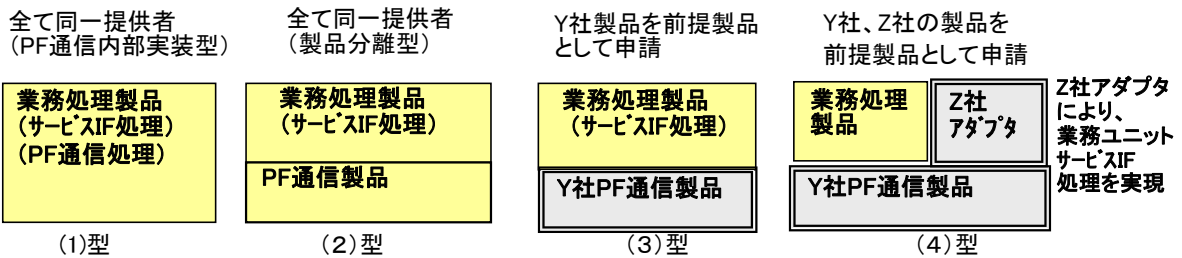 全て同一提供者
（PF通信内部実装型）
業務処理製品
（サービスIF処理）
（PF通信処理）
(1)型
全て同一提供者
（製品分離型）
業務処理製品
（サービスIF処理）
PF通信製品
（２）型
Y社製品を前提製品
として申請
業務処理製品
（サービスIF処理）
Y社PF通信製品
（３）型
Y社、Z社の製品を
前提製品として申請
業務処理
製品
Z社
アダプタ
Y社PF通信製品
Z社アダプタ
により、
業務ユニット
サービスIF
処理を実現
（４）型